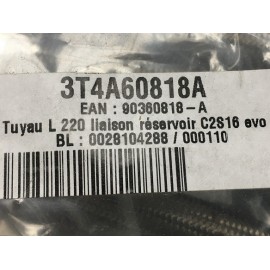 3T4A60818A
EAN : 90360818-A
Tuyau L 220 liaison réservoir C2S16 evo
BL : 0028104288 / 000110